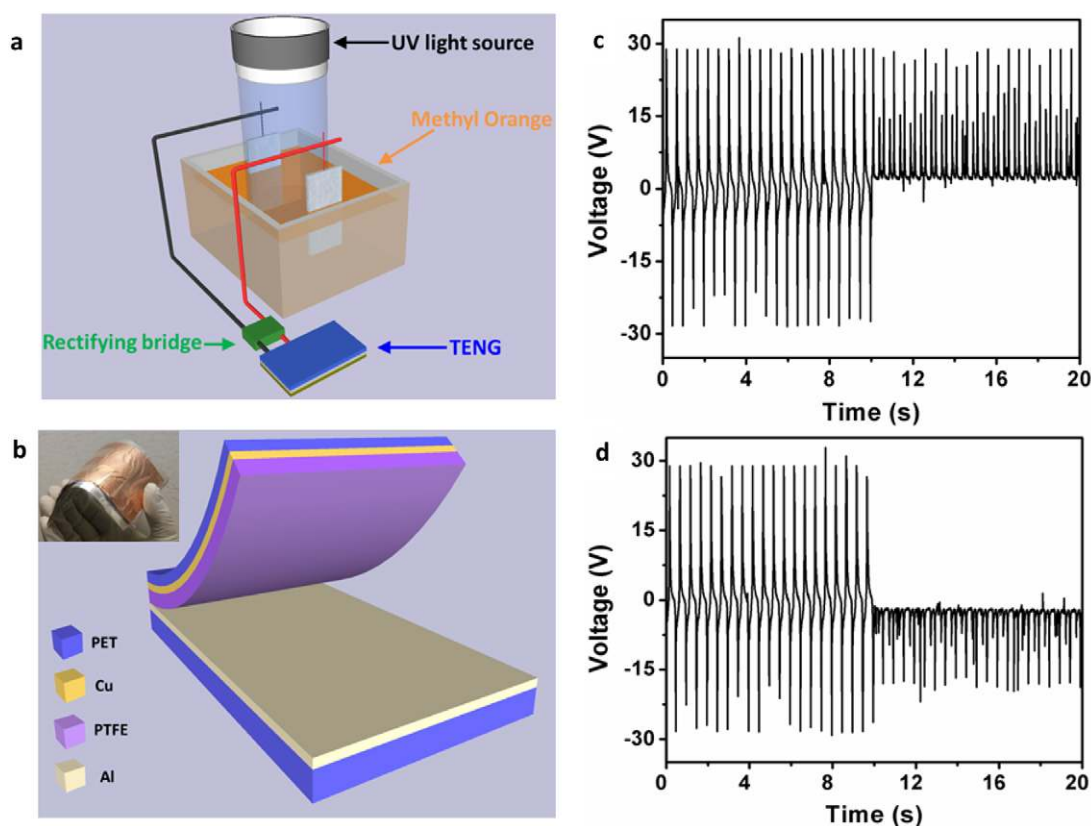 a
UV light source
Methyl Orange
Rectifying bridge
TENG
b
PET
Cu
PTFE
Al
c
Voltage (V)
30
15
0
-15
-30
0 4 8 12 16 20
Time (s)
d
Voltage (V)
30
15
0
-15
-30
0 4 8 12 16 20
Time (s)